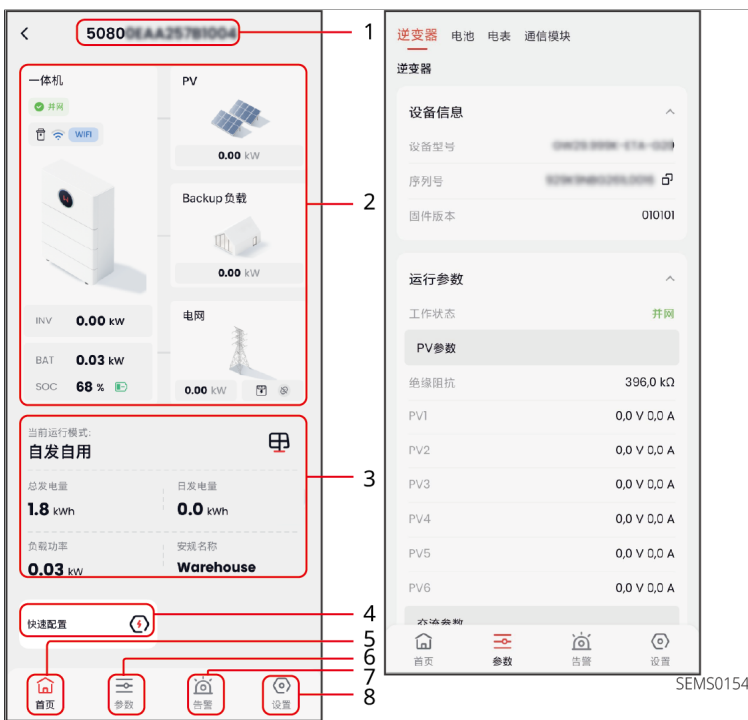 5080
1
一体机
并网
WIFI
PV
0.00 kW
Backup 负载
0.00 kW
2
INV 0.00 kW
BAT 0.03 kW
SOC 68 %
电网
0.00 kW
当前运行模式:
自发自用
3
总发电量
1.8 kWh
日发电量
0.0 kWh
负载功率
0.03 kW
安规名称
Warehouse
快速配置
4
5
6
7
8
首页
参数
告警
设置
逆变器 电池 电表 通信模块
逆变器
设备信息
设备型号
序列号
固件版本 010101
运行参数
工作状态 并网
PV参数
绝缘阻抗 396,0 kΩ
PV1 0,0 V 0,0 A
PV2 0,0 V 0,0 A
PV3 0,0 V 0,0 A
PV4 0,0 V 0,0 A
PV5 0,0 V 0,0 A
PV6 0,0 V 0,0 A
交流参数
首页 参数 告警 设置
SEMS0154